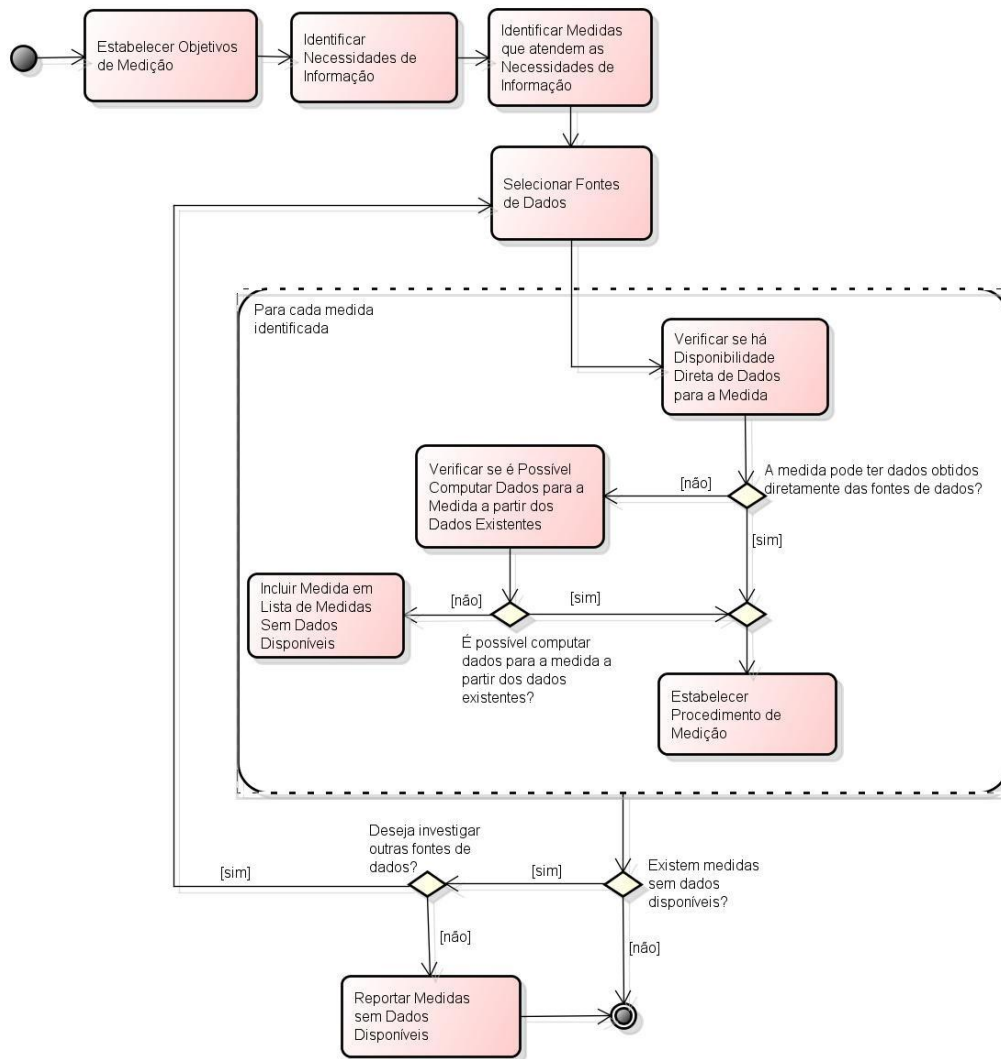 Estabelecer Objetivos
de Medição
Identificar
Necessidades de
Informação
Identificar Medidas
que atendem as
Necessidades de
Informação
Selecionar Fontes
de Dados
Para cada medida
identificada
Verificar se há
Disponibilidade
Direta de Dados
para a Medida
A medida pode ter dados obtidos
diretamente das fontes de dados?
[não]
[sim]
Verificar se é Possível
Computar Dados para a
Medida a partir dos
Dados Existentes
[não]
[sim]
Incluir Medida em
Lista de Medidas
Sem Dados
Disponíveis
É possível computar
dados para a medida a
partir dos dados
existentes?
Estabelecer
Procedimento de
Medição
Deseja investigar
outras fontes de
dados?
[sim]
[sim]
Existem medidas
sem dados
disponíveis?
[não]
[não]
Reportar Medidas
sem Dados
Disponíveis